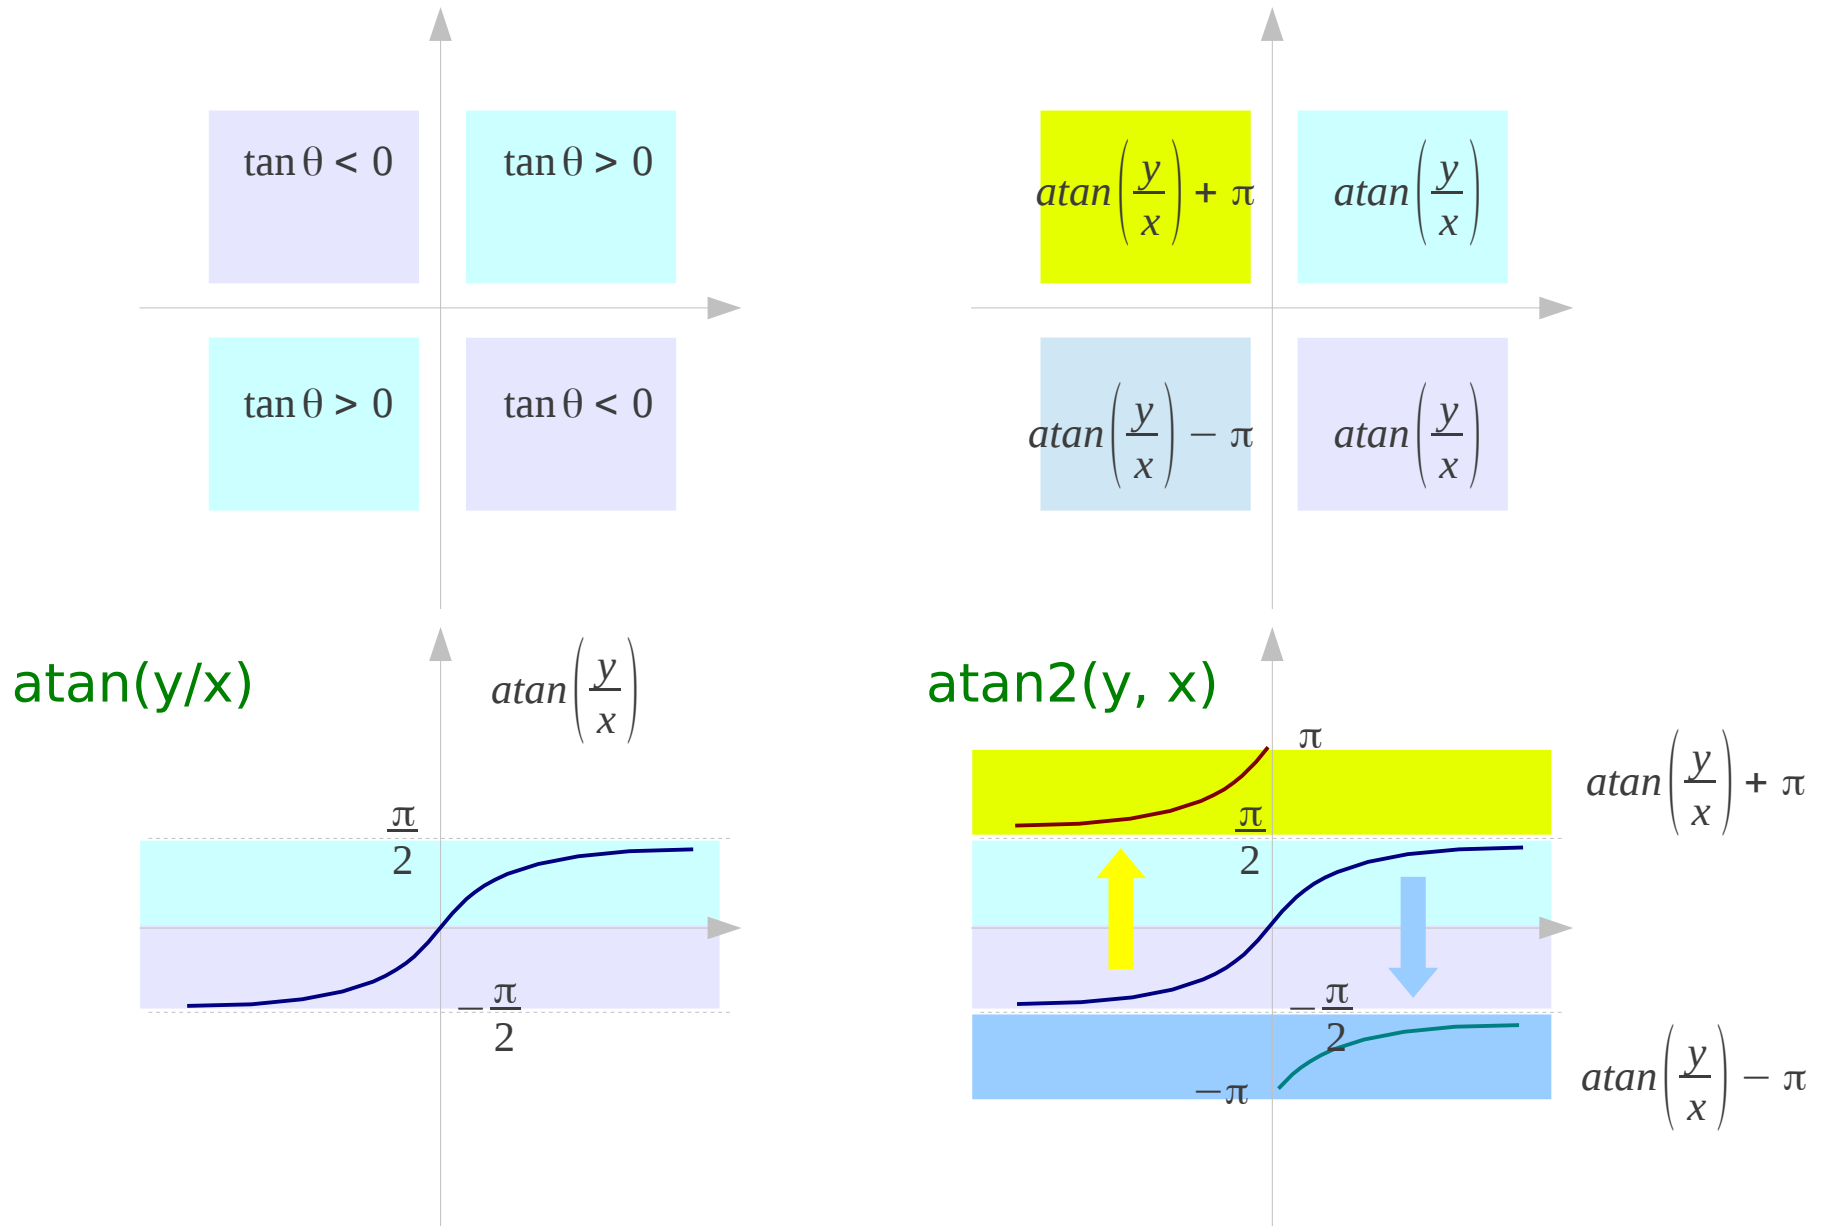 tan θ < 0
tan θ > 0
tan θ > 0
tan θ < 0
atan(y/x) + π
atan(y/x)
atan(y/x) − π
atan(y/x)
atan(y/x)
atan(y/x)
π/2
−π/2
atan2(y, x)
π
π/2
−π/2
−π
atan(y/x) + π
atan(y/x) − π